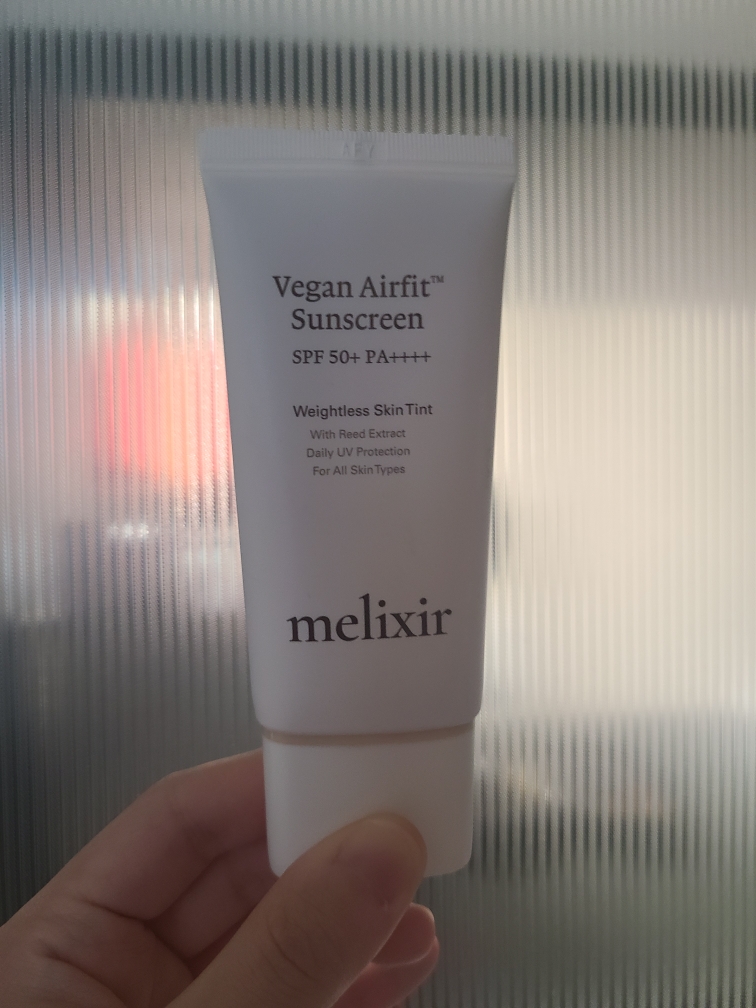 Vegan Airfit™
Sunscreen
SPF 50+ PA++++
Weightless Skin Tint
With Reed Extract
Daily UV Protection
For All Skin Types
melixir